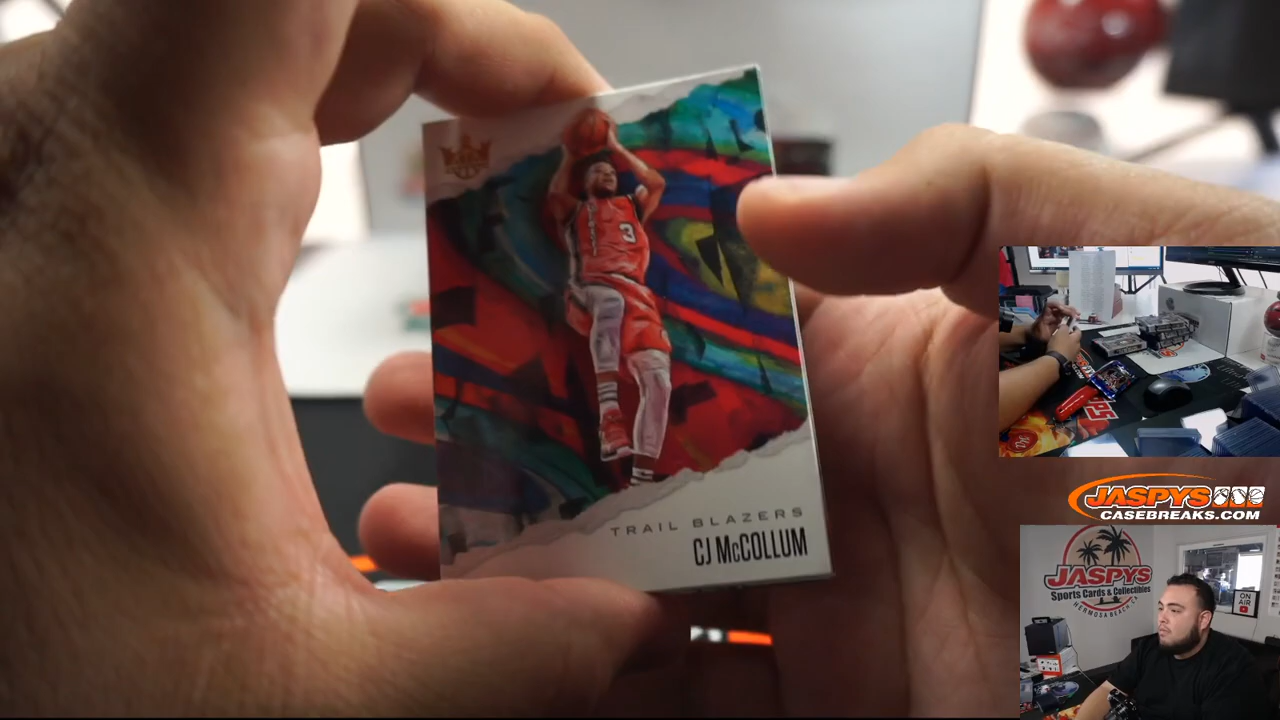 3
TRAIL BLAZERS
CJ McCOLLUM
JASPYS
CASEBREAKS.COM
JASPYS
Sports Cards & Collectibles
HERMOSA BEACH, CA
ON
AIR